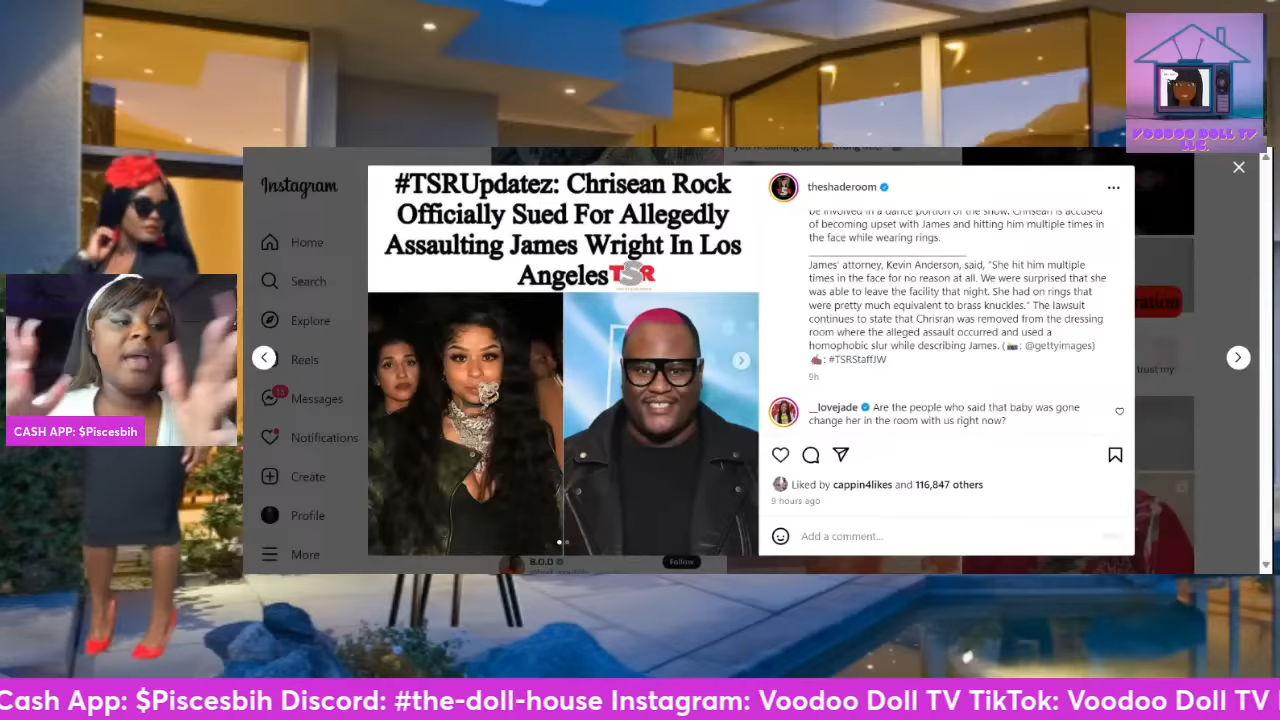 VOODOO DOLL TV
LLC.
Instagram
Home
Search
Explore
Reels
Messages
Notifications
Create
Profile
More
#TSRUpdatez: Chrisean Rock
Officially Sued For Allegedly
Assaulting James Wright In Los
Angeles TSR
theshaderoom
be involved in a dance portion of the show. Chrisean is accused
of becoming upset with James and hitting him multiple times in
the face while wearing rings.
James' attorney, Kevin Anderson, said, "She hit him multiple
times in the face for no reason at all. We were surprised that she
was able to leave the facility that night. She had on rings that
were pretty much equivalent to brass knuckles." The lawsuit
continues to state that Chrisran was removed from the dressing
room where the alleged assault occurred and used a
homophobic slur while describing James. (📷: @gettyimages)
✍🏾: #TSRStaffJW
9h
__lovejade Are the people who said that baby was gone
change her in the room with us right now?
Liked by cappin4likes and 116,847 others
9 hours ago
Add a comment...
trust my
B.O.O
Follow
CASH APP: $Piscesbih
Cash App: $Piscesbih Discord: #the-doll-house Instagram: Voodoo Doll TV TikTok: Voodoo Doll TV